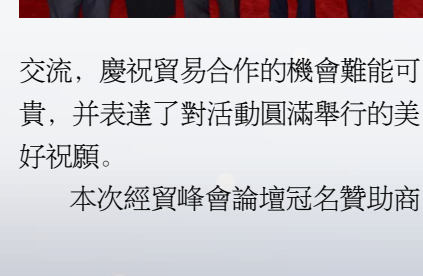 交流，慶祝貿易合作的機會難能可
貴，并表達了對活動圓滿舉行的美
好祝願。
本次經貿峰會論壇冠名贊助商